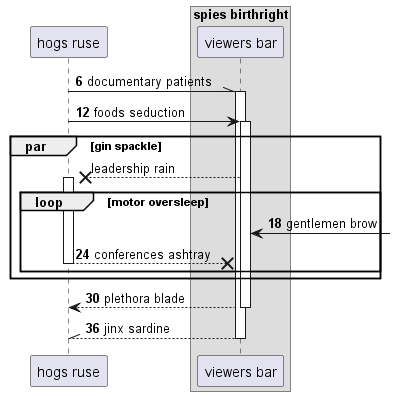 spies birthright
hogs ruse
viewers bar
6 documentary patients
12 foods seduction
par [gin spackle]
leadership rain
loop [motor oversleep]
18 gentlemen brow
24 conferences ashtray
30 plethora blade
36 jinx sardine
hogs ruse
viewers bar